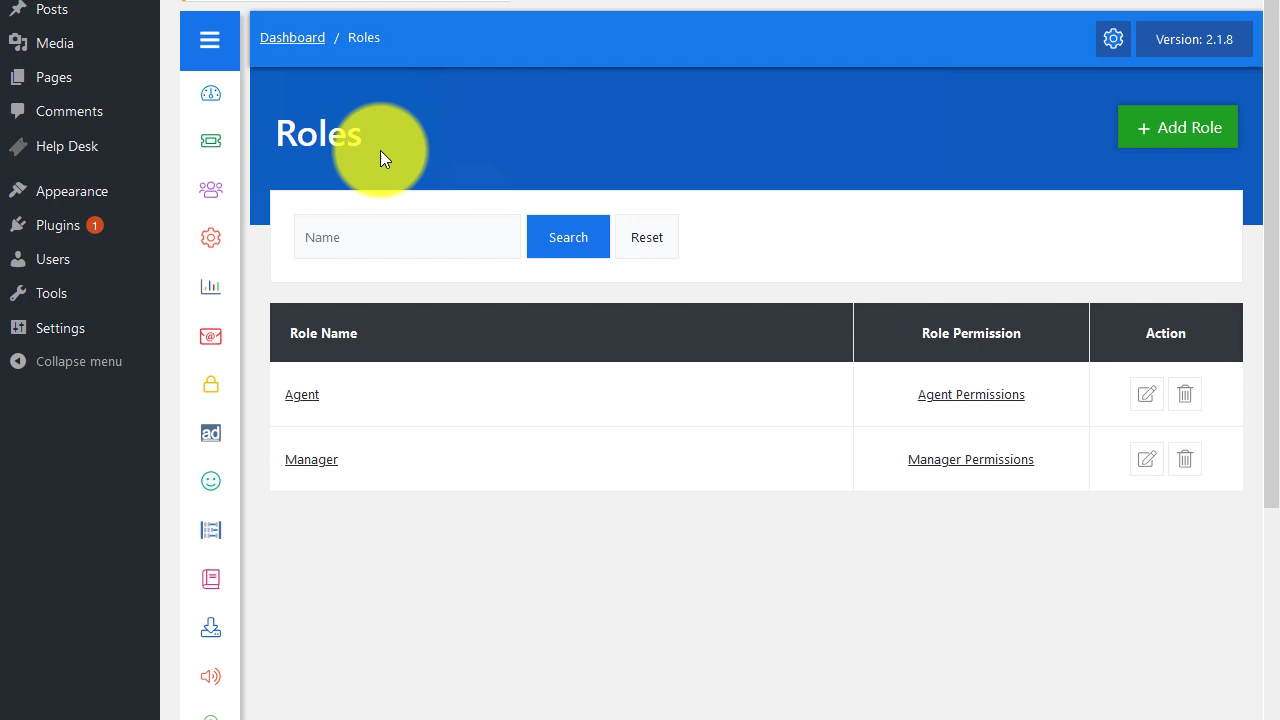 Posts
Media
Pages
Comments
Help Desk
Appearance
Plugins 1
Users
Tools
Settings
Collapse menu
ad
Dashboard / Roles
Version: 2.1.8
Roles
+ Add Role
Name
Search
Reset
Role Name
Role Permission
Action
Agent
Agent Permissions
Manager
Manager Permissions